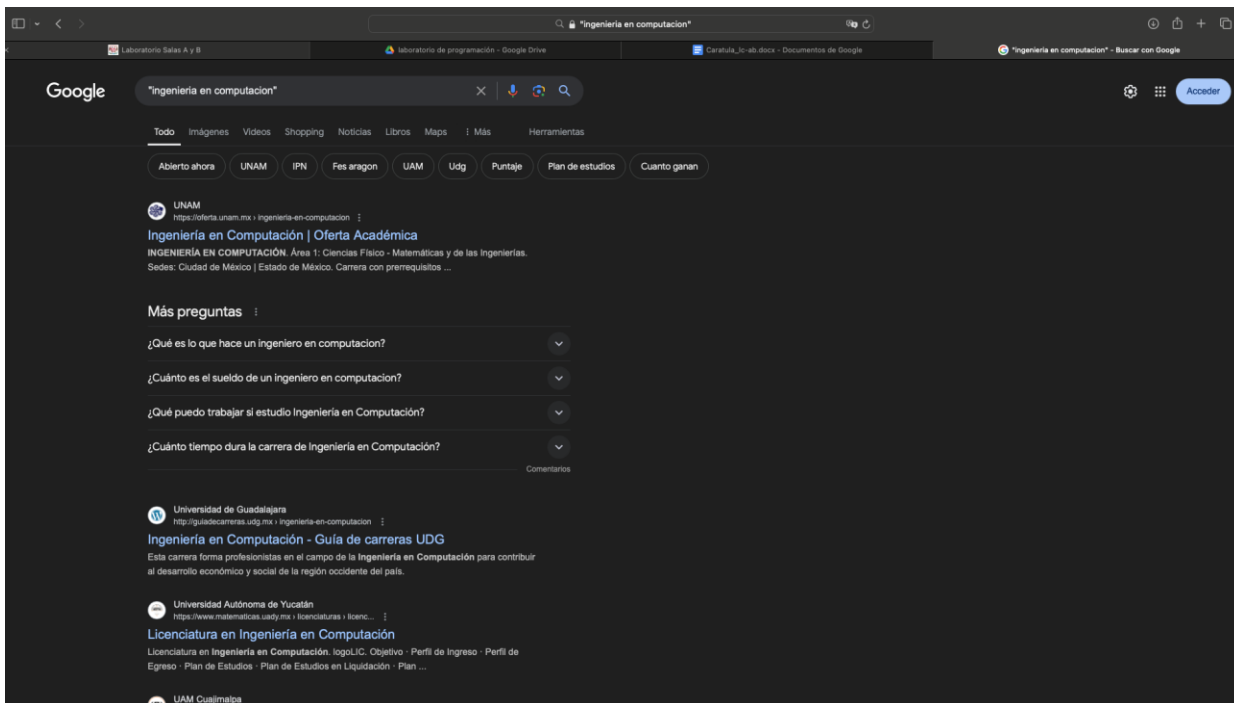 "ingenieria en computacion"
Laboratorio Salas A y B
laboratorio de programación - Google Drive
Caratula_lc-ab.docx - Documentos de Google
"ingenieria en computacion" - Buscar con Google
Google
"ingenieria en computacion"
Acceder
Todo Imágenes Videos Shopping Noticias Libros Maps Más Herramientas
Abierto ahora UNAM IPN Fes aragon UAM Udg Puntaje Plan de estudios Cuanto ganan
UNAM
https://oferta.unam.mx › ingenieria-en-computacion
Ingeniería en Computación | Oferta Académica
INGENIERÍA EN COMPUTACIÓN. Área 1: Ciencias Físico - Matemáticas y de las Ingenierías.
Sedes: Ciudad de México | Estado de México. Carrera con prerrequisitos ...
Más preguntas
¿Qué es lo que hace un ingeniero en computacion?
¿Cuánto es el sueldo de un ingeniero en computacion?
¿Qué puedo trabajar si estudio Ingeniería en Computación?
¿Cuánto tiempo dura la carrera de Ingeniería en Computación?
Comentarios
Universidad de Guadalajara
http://guiadecarreras.udg.mx › ingenieria-en-computacion
Ingeniería en Computación - Guía de carreras UDG
Esta carrera forma profesionistas en el campo de la Ingeniería en Computación para contribuir
al desarrollo económico y social de la región occidente del país.
Universidad Autónoma de Yucatán
https://www.matematicas.uady.mx › licenciaturas › licenc...
Licenciatura en Ingeniería en Computación
Licenciatura en Ingeniería en Computación. logoLIC. Objetivo · Perfil de Ingreso · Perfil de
Egreso · Plan de Estudios · Plan de Estudios en Liquidación · Plan ...
UAM Cuajimalpa